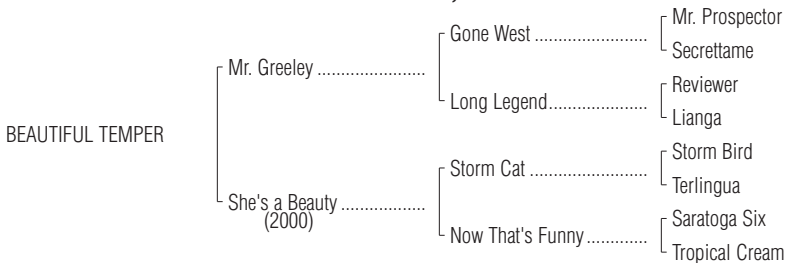 Mr. Prospector
Gone West ........................
Secrettame
Mr. Greeley .......................
Reviewer
Long Legend.....................
Lianga
BEAUTIFUL TEMPER
Storm Bird
Storm Cat .........................
Terlingua
She's a Beauty ..................
(2000)
Saratoga Six
Now That's Funny.............
Tropical Cream